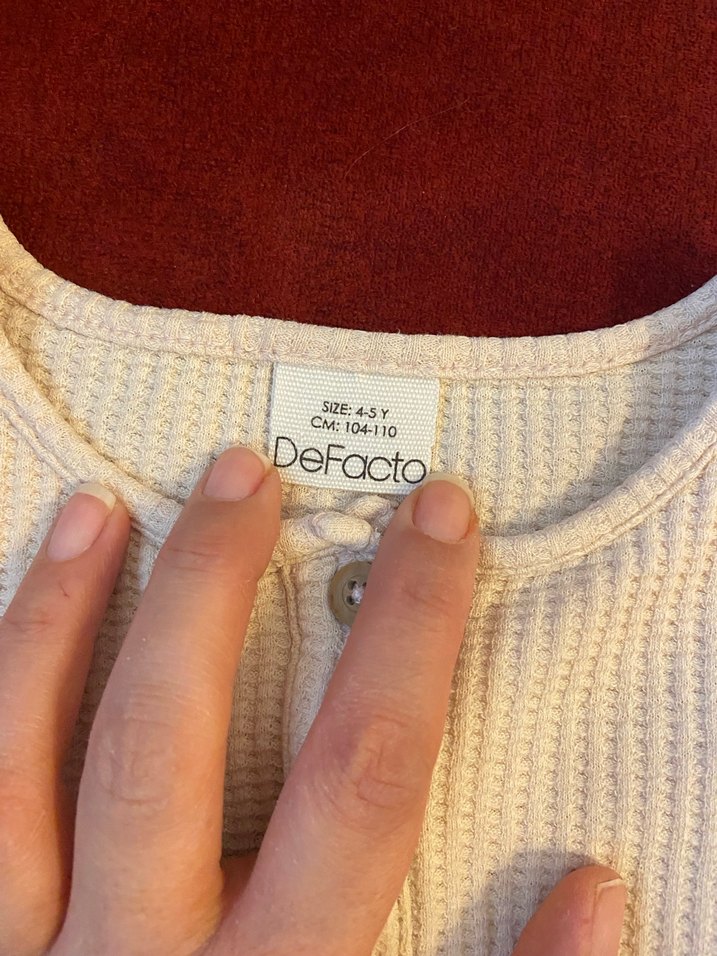 SIZE: 4-5 Y
CM: 104-110
DeFacto